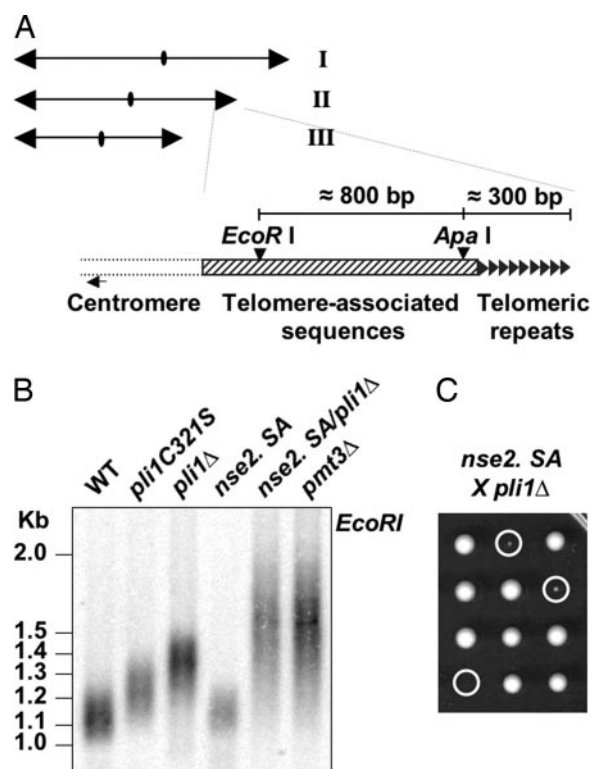 A
I
II
III
≈ 800 bp ≈ 300 bp
EcoR I Apa I
Centromere Telomere-associated sequences Telomeric repeats
B
WT pli1C321S pli1Δ nse2. SA nse2. SA/pli1Δ pmt3Δ
Kb
EcoRI
2.0
1.5
1.4
1.3
1.2
1.1
1.0
C
nse2. SA
X pli1Δ